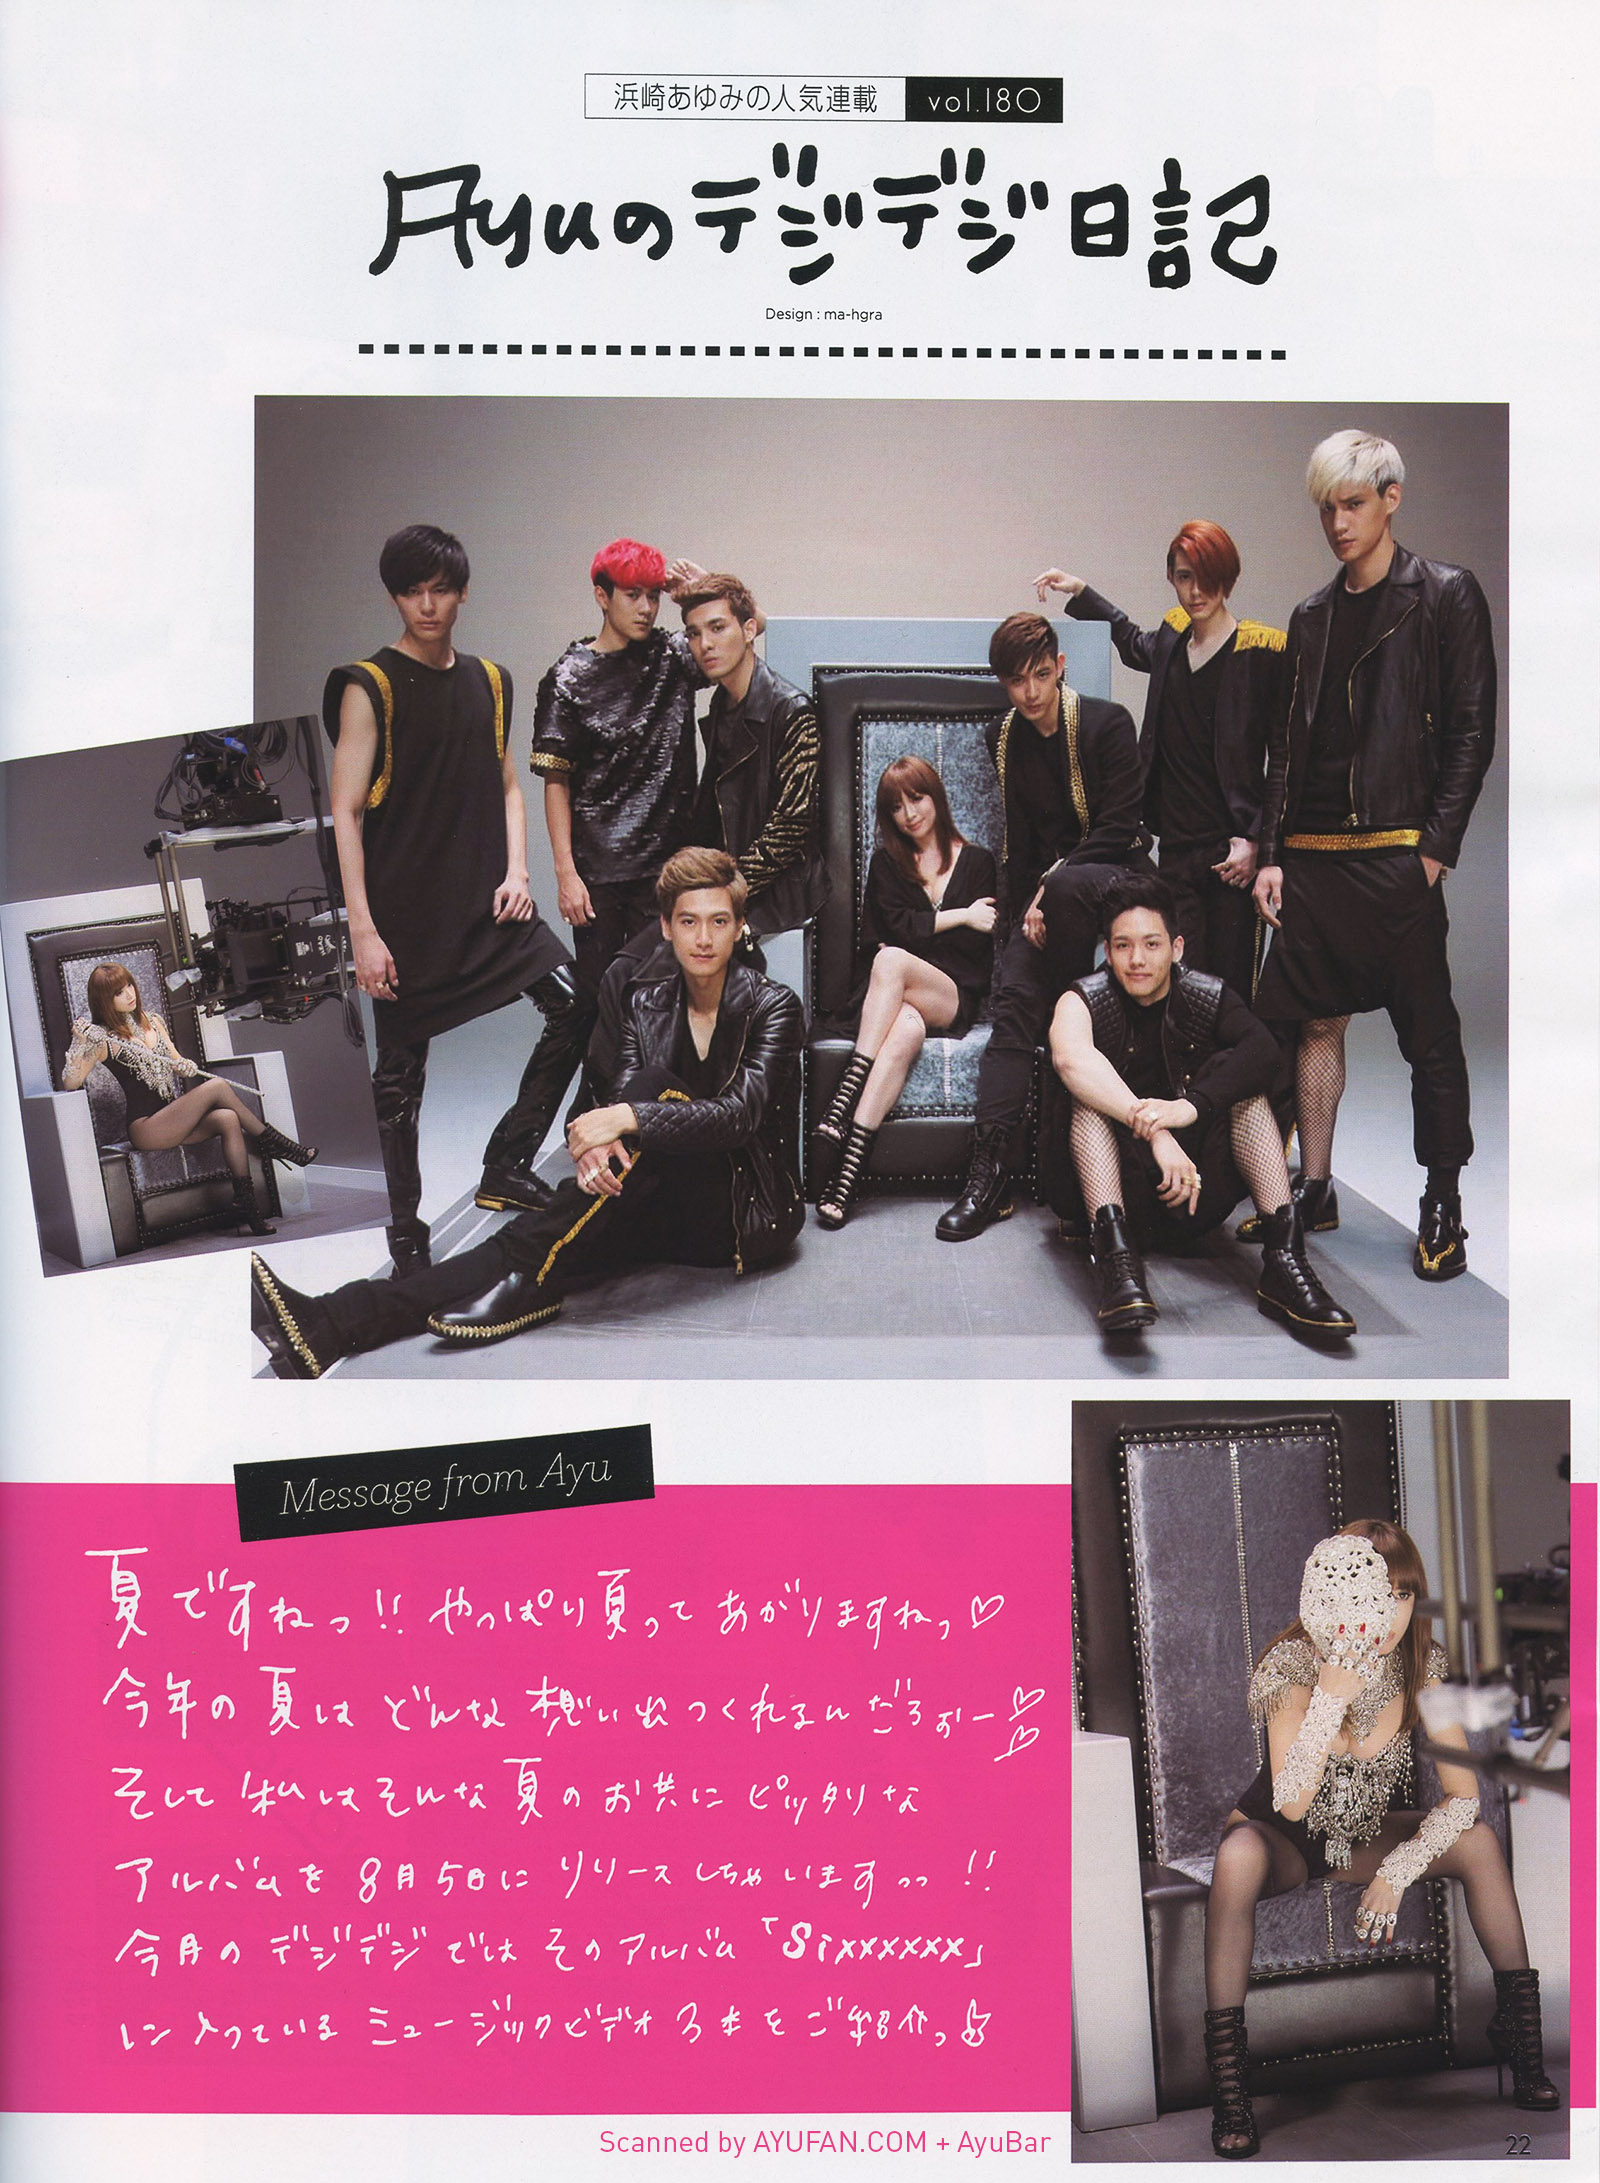 浜崎あゆみの人気連載 vol.180
Ayuのデジデジ日記
Design : ma-hgra
Message from Ayu
夏ですねっ!! やっぱり夏ってあがりますねっ♡
今年の夏は どんな想い出つくれるんだろぉー♡♡
そして私はそんな夏のお共にピッタリな
アルバムを8月5日にリリースしちゃいますっっ!!
今月のデジデジではそのアルバム「Sixxxxxx」
に入っているミュージックビデオ3本をご紹介っ☆
Scanned by AYUFAN.COM + AyuBar
22